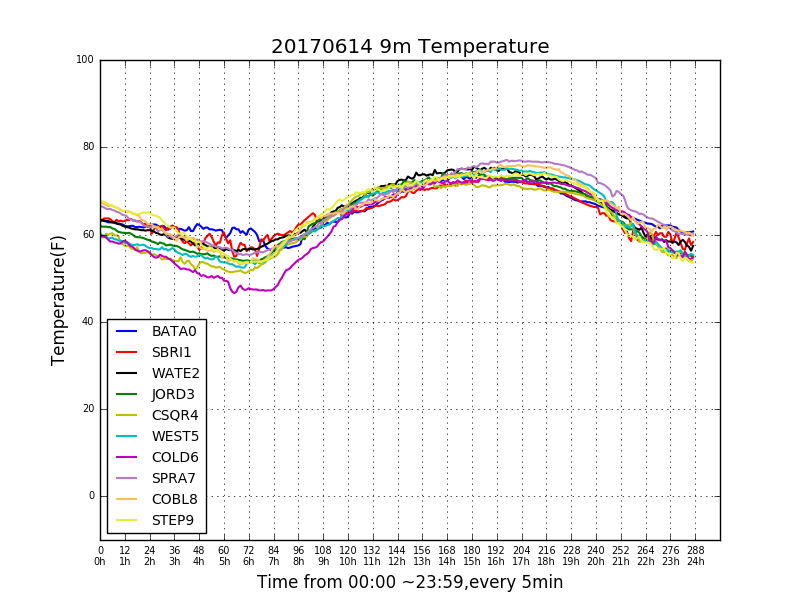 20170614 9m Temperature
100
80
60
40
20
0
Temperature(F)
BATA0
SBRI1
WATE2
JORD3
CSQR4
WEST5
COLD6
SPRA7
COBL8
STEP9
0 12 24 36 48 60 72 84 96 108 120 132 144 156 168 180 192 204 216 228 240 252 264 276 288
0h 1h 2h 3h 4h 5h 6h 7h 8h 9h 10h 11h 12h 13h 14h 15h 16h 17h 18h 19h 20h 21h 22h 23h 24h
Time from 00:00 ~23:59,every 5min